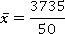 x̄ = 3735/50